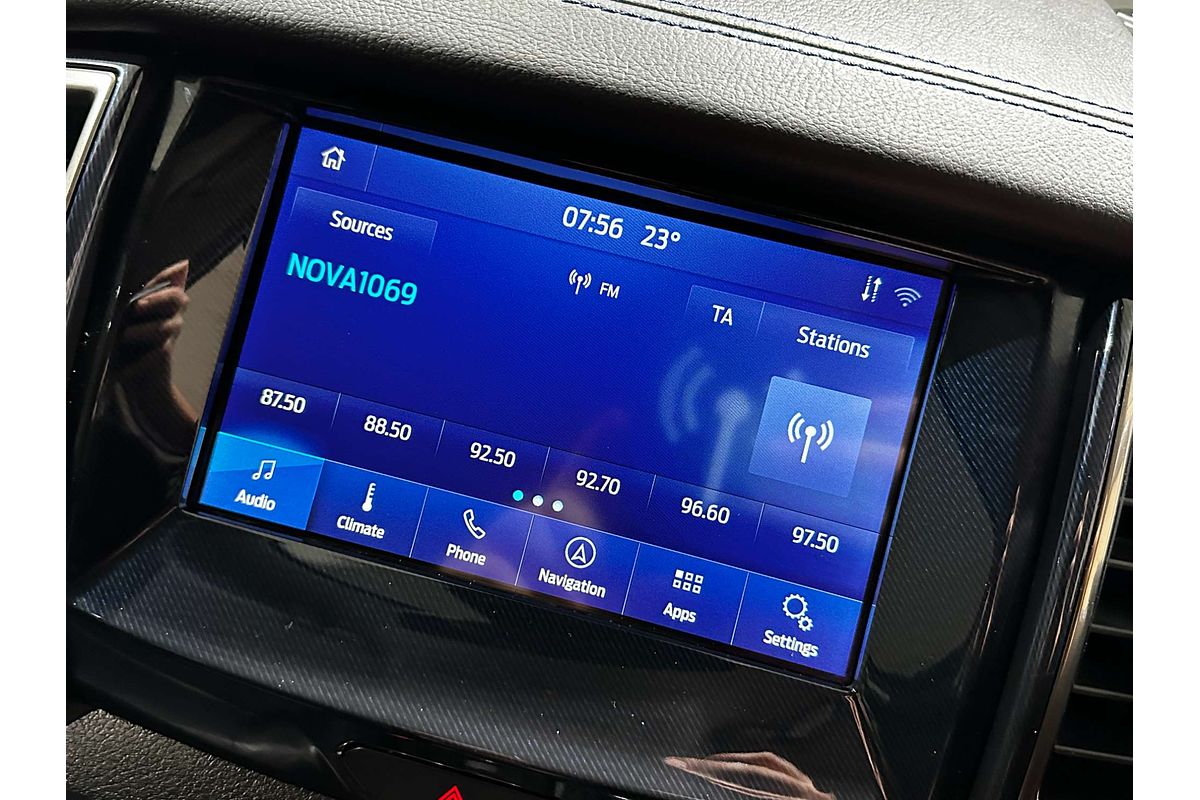 07:56 23°
Sources
NOVA1069
FM
TA
Stations
87.50
88.50
92.50
92.70
96.60
97.50
Audio
Climate
Phone
Navigation
Apps
Settings